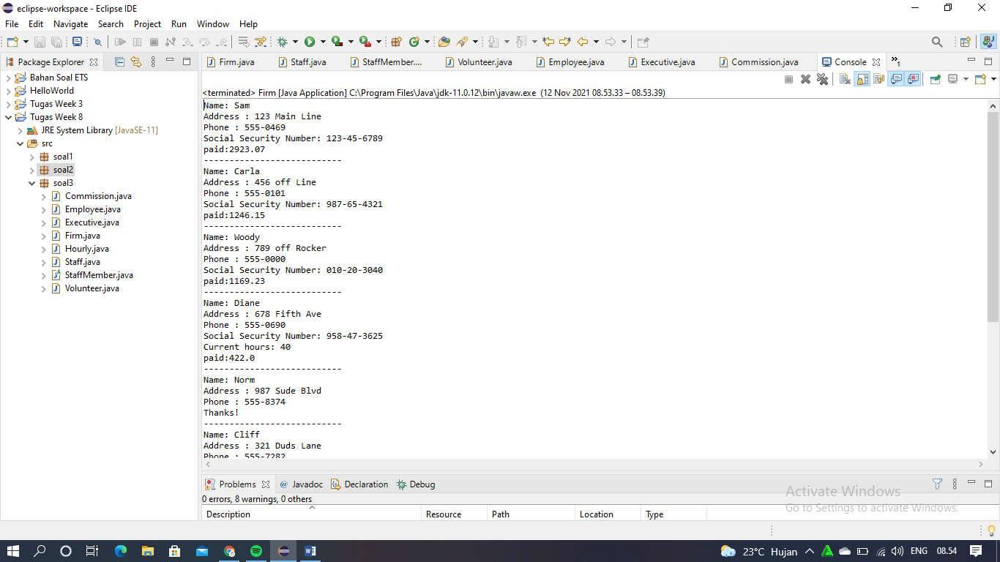 eclipse-workspace - Eclipse IDE
File Edit Navigate Search Project Run Window Help
Package Explorer
Bahan Soal ETS
HelloWorld
Tugas Week 3
Tugas Week 8
JRE System Library [JavaSE-11]
src
soal1
soal2
soal3
Commission.java
Employee.java
Executive.java
Firm.java
Hourly.java
Staff.java
StaffMember.java
Volunteer.java
Firm.java Staff.java StaffMember.... Volunteer.java Employee.java Executive.java Commission.java Console »1
<terminated> Firm [Java Application] C:\Program Files\Java\jdk-11.0.12\bin\javaw.exe (12 Nov 2021 08.53.33 – 08.53.39)
Name: Sam
Address : 123 Main Line
Phone : 555-0469
Social Security Number: 123-45-6789
paid:2923.07
---------------------------
Name: Carla
Address : 456 off Line
Phone : 555-0101
Social Security Number: 987-65-4321
paid:1246.15
---------------------------
Name: Woody
Address : 789 off Rocker
Phone : 555-0000
Social Security Number: 010-20-3040
paid:1169.23
---------------------------
Name: Diane
Address : 678 Fifth Ave
Phone : 555-0690
Social Security Number: 958-47-3625
Current hours: 40
paid:422.0
---------------------------
Name: Norm
Address : 987 Sude Blvd
Phone : 555-8374
Thanks!
---------------------------
Name: Cliff
Address : 321 Duds Lane
Phone : 555-7282
Problems @ Javadoc Declaration Debug
0 errors, 8 warnings, 0 others
Description Resource Path Location Type
Activate Windows
Go to Settings to activate Windows.
23°C Hujan ENG 08.54